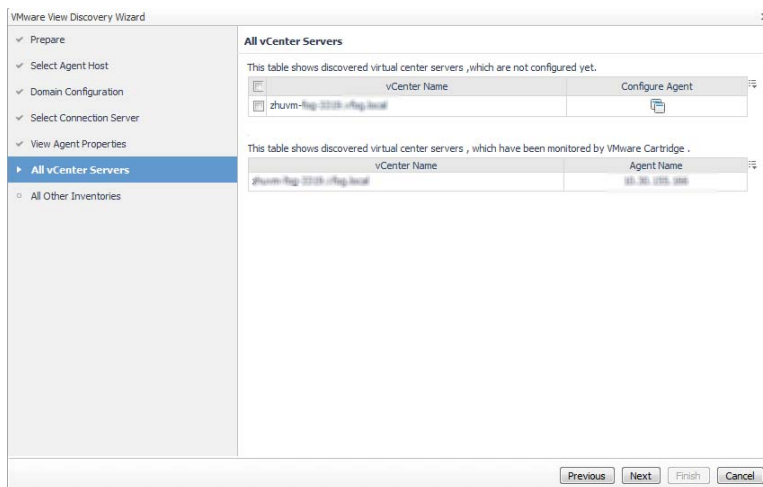 VMware View Discovery Wizard
Prepare
Select Agent Host
Domain Configuration
Select Connection Server
View Agent Properties
All vCenter Servers
All Other Inventories
All vCenter Servers
This table shows discovered virtual center servers ,which are not configured yet.
vCenter Name Configure Agent
zhuvm-
This table shows discovered virtual center servers , which have been monitored by VMware Cartridge .
vCenter Name Agent Name
Previous Next Finish Cancel